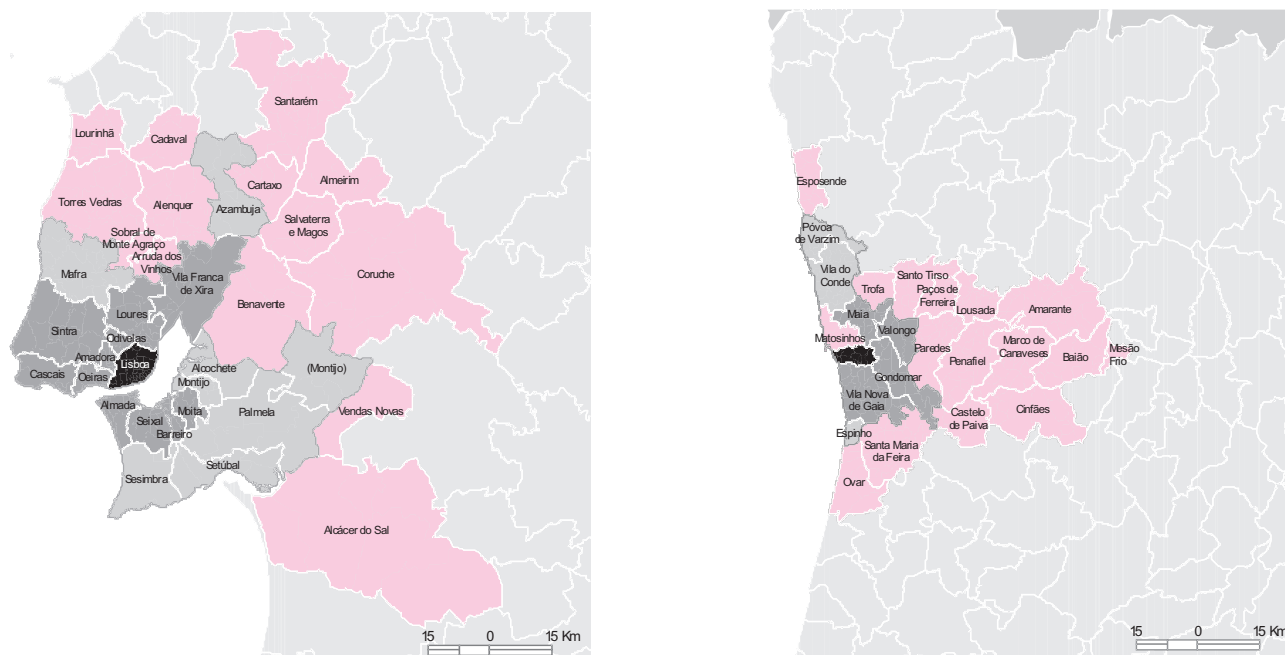 Santarém
Lourinhã
Cadaval
Almeirim
Cartaxo
Torres Vedras
Alenquer
Azambuja
Salvaterra
e Magos
Sobral de
Monte Agraço
Arruda dos
Vinhos
Mafra
Vila Franca
de Xira
Coruche
Benavente
Loures
Sintra
Odivelas
Amadora
Lisboa
Cascais
Oeiras
Alcochete
(Montijo)
Montijo
Almada
Seixal
Moita
Palmela
Vendas Novas
Barreiro
Setúbal
Sesimbra
Alcácer do Sal
15 0 15 Km
Esposende
Póvoa
de Varzim
Vila do
Conde
Santo Tirso
Trofa
Paços de
Ferreira
Lousada
Amarante
Maia
Valongo
Matosinhos
Paredes
Marco de
Canaveses
Mesão
Frio
Penafiel
Baião
Gondomar
Vila Nova
de Gaia
Castelo
de Paiva
Cinfães
Espinho
Santa Maria
da Feira
Ovar
15 0 15 Km